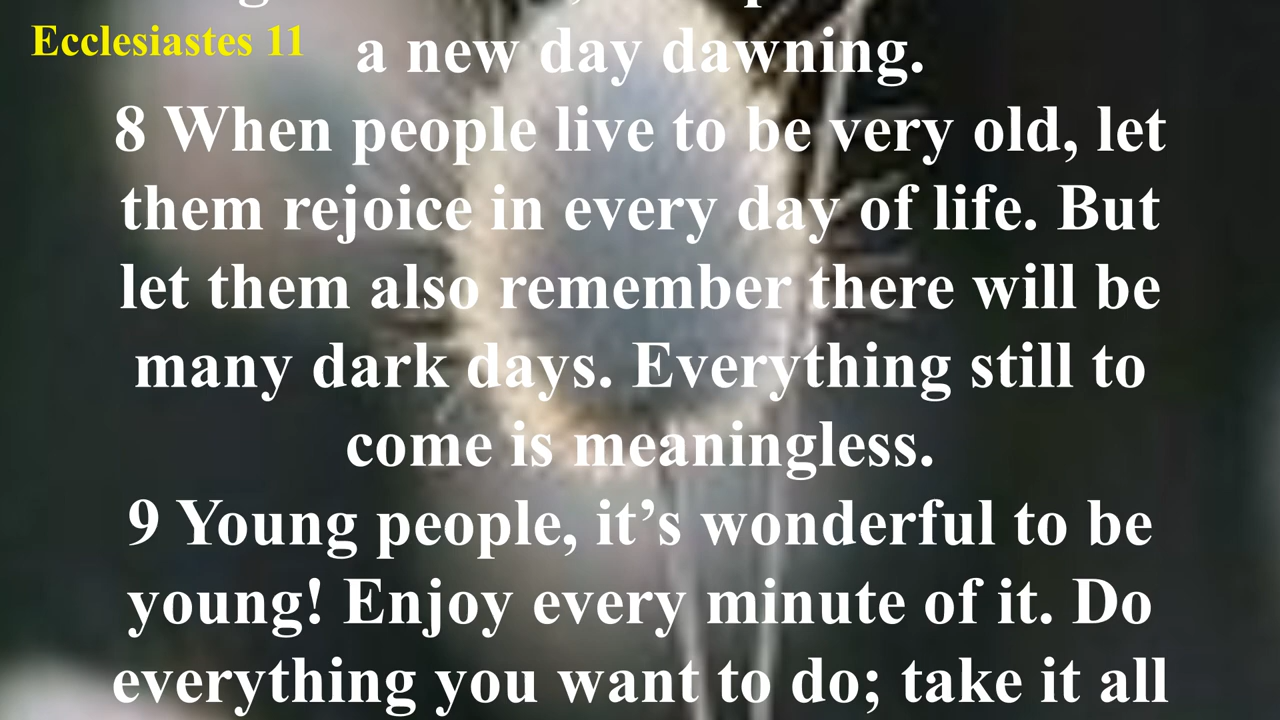 Ecclesiastes 11
a new day dawning.
8 When people live to be very old, let
them rejoice in every day of life. But
let them also remember there will be
many dark days. Everything still to
come is meaningless.
9 Young people, it’s wonderful to be
young! Enjoy every minute of it. Do
everything you want to do; take it all